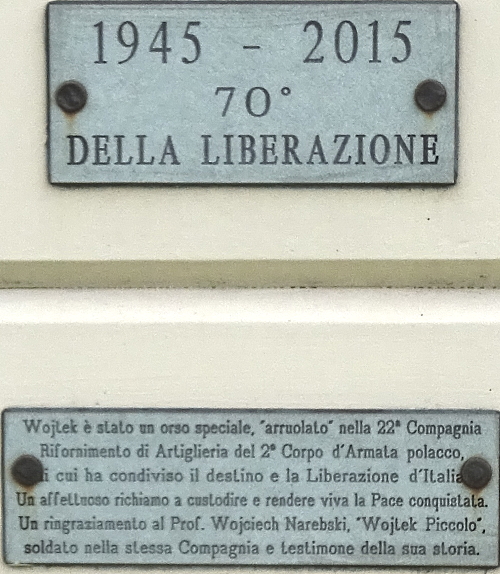 1945 - 2015
70°
DELLA LIBERAZIONE
Wojtek è stato un orso speciale, "arruolato" nella 22ª Compagnia
Rifornimento di Artiglieria del 2° Corpo d'Armata polacco,
di cui ha condiviso il destino e la Liberazione d'Italia.
Un affettuoso richiamo a custodire e rendere viva la Pace conquistata.
Un ringraziamento al Prof. Wojciech Narebski, "Wojtek Piccolo",
soldato nella stessa Compagnia e testimone della sua storia.